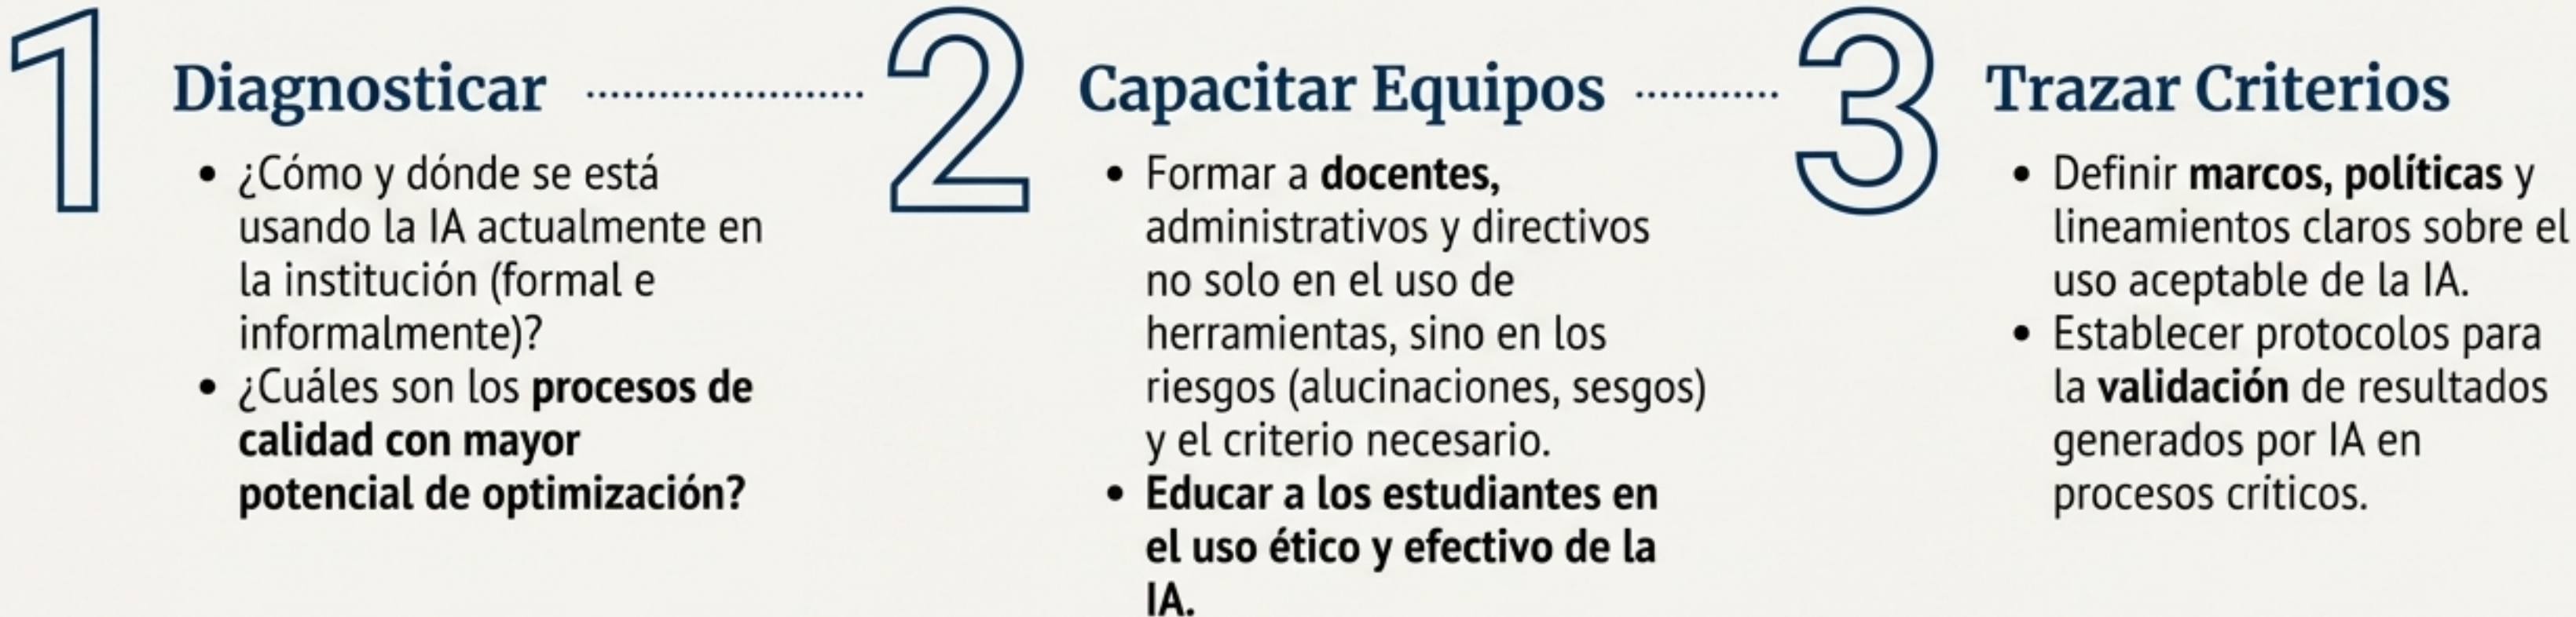 1
Diagnosticar
• ¿Cómo y dónde se está
usando la IA actualmente en
la institución (formal e
informalmente)?
• ¿Cuáles son los procesos de
calidad con mayor
potencial de optimización?
2
Capacitar Equipos
• Formar a docentes,
administrativos y directivos
no solo en el uso de
herramientas, sino en los
riesgos (alucinaciones, sesgos)
y el criterio necesario.
• Educar a los estudiantes en
el uso ético y efectivo de la
IA.
3
Trazar Criterios
• Definir marcos, políticas y
lineamientos claros sobre el
uso aceptable de la IA.
• Establecer protocolos para
la validación de resultados
generados por IA en
procesos críticos.